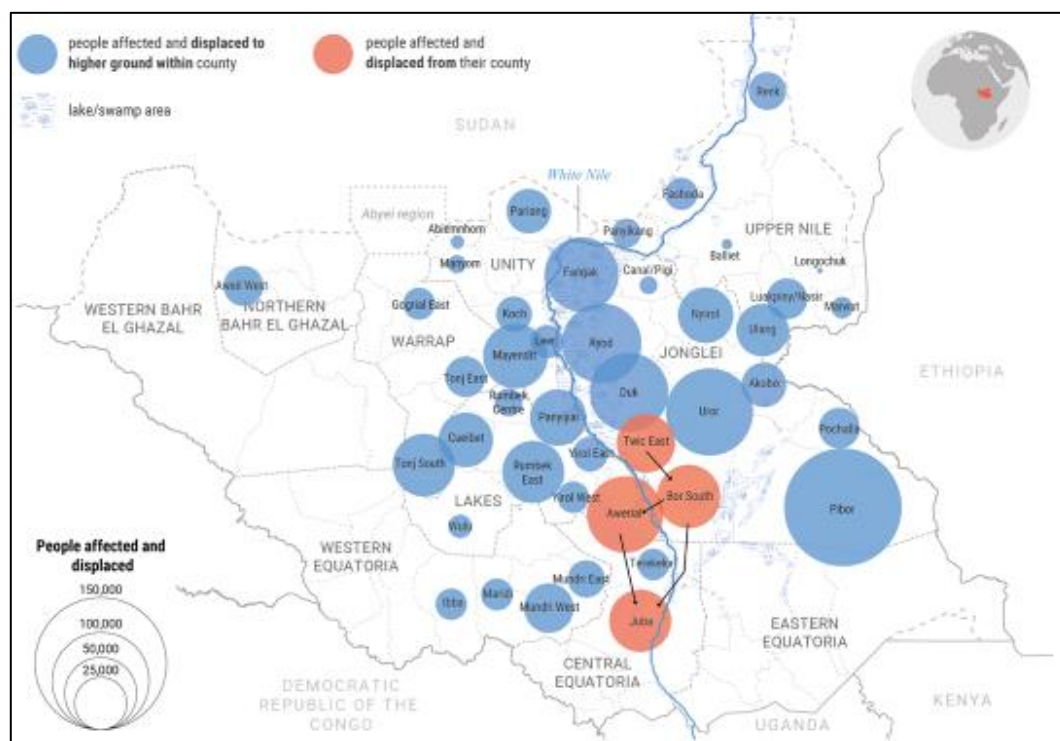 people affected and displaced to
higher ground within county
people affected and
displaced from their county
lake/swamp area
SUDAN
Renk
White Nile
Fashoda
Abyei region
Pariang
Abiemnhom
Panyikang
UPPER NILE
Mayom
UNITY
Fangak
Canal/Pigi
Balliet
Longochuk
Aweil West
WESTERN BAHR
EL GHAZAL
NORTHERN
BAHR EL GHAZAL
Gogrial East
Koch
Nyirol
Luakpiny/Nasir
Maiwut
Ulang
WARRAP
Mayendit
Leer
Ayod
JONGLEI
ETHIOPIA
Tonj East
Rumbek
Centre
Duk
Akobo
Panyijiar
Uror
Pochalla
Cueibet
Twic East
Tonj South
Rumbek
East
Yirol East
LAKES
Yirol West
Awerial
Bor South
Pibor
Wulu
WESTERN
EQUATORIA
People affected and
displaced
150,000
100,000
50,000
25,000
Terekeka
Mundri East
Ibba
Maridi
Mundri West
Juba
EASTERN
EQUATORIA
CENTRAL
EQUATORIA
DEMOCRATIC
REPUBLIC OF THE
CONGO
UGANDA
KENYA